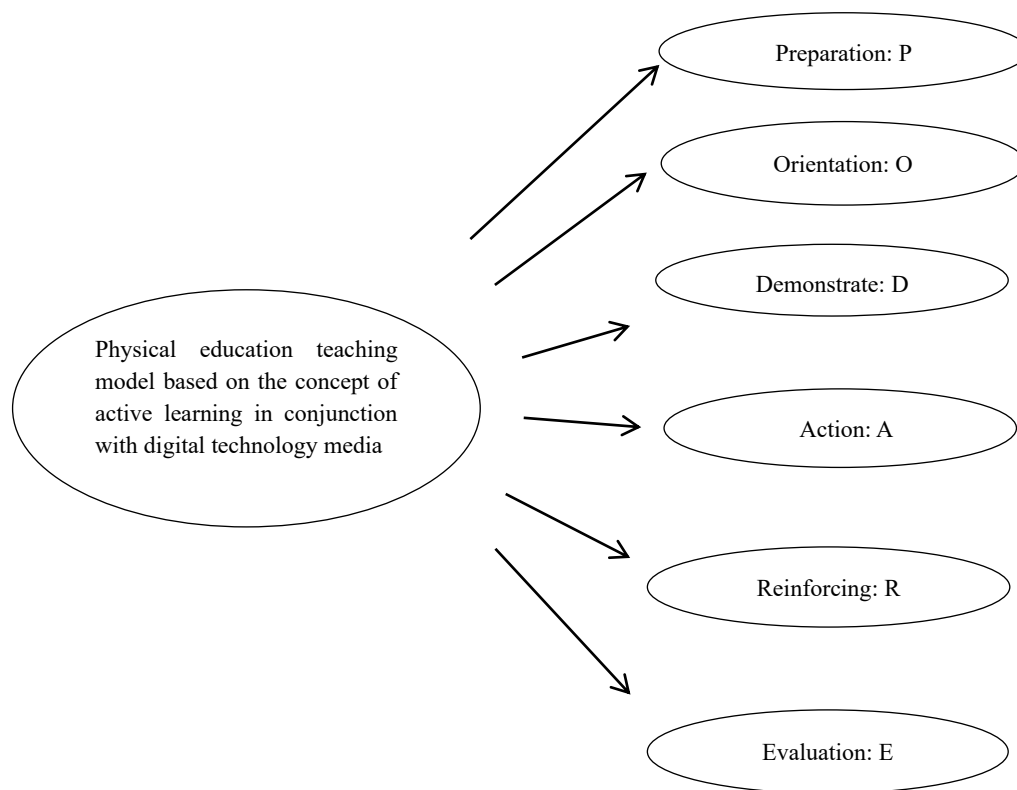 Preparation: P
Orientation: O
Demonstrate: D
Physical education teaching
model based on the concept of
active learning in conjunction
with digital technology media
Action: A
Reinforcing: R
Evaluation: E